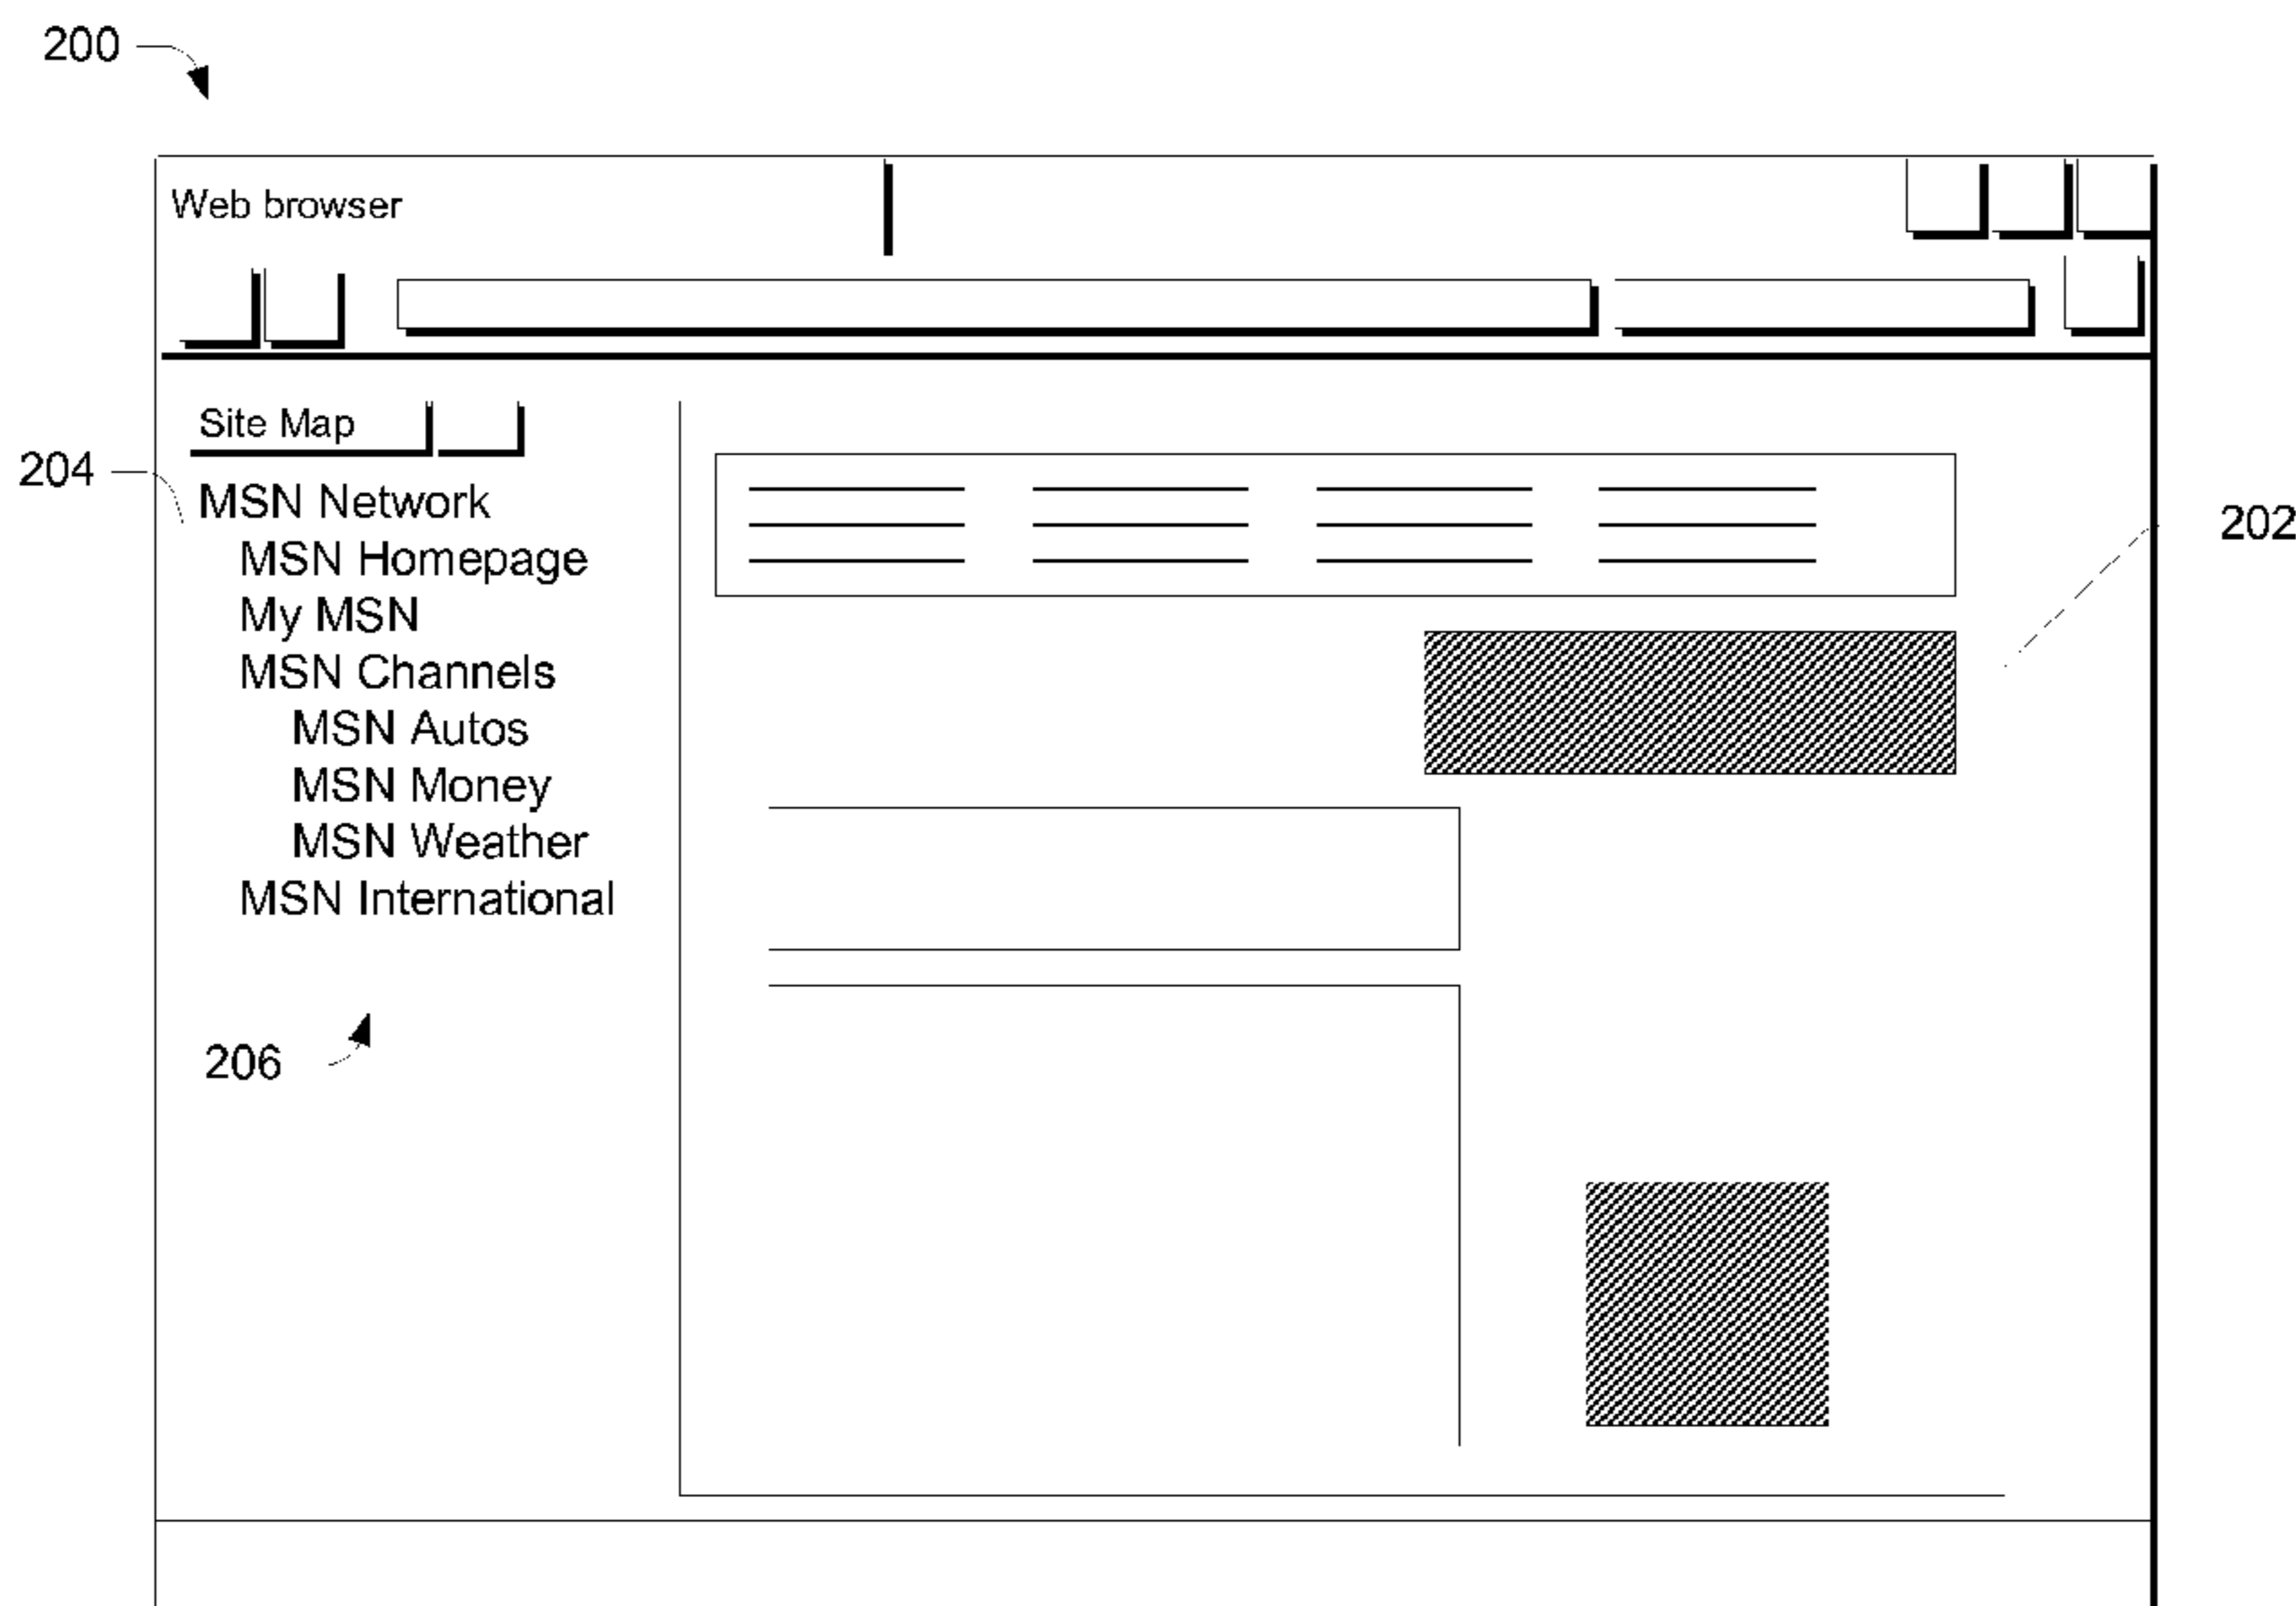 200
Web browser
Site Map
204
MSN Network
202
MSN Homepage
My MSN
MSN Channels
MSN Autos
MSN Money
MSN Weather
MSN International
206